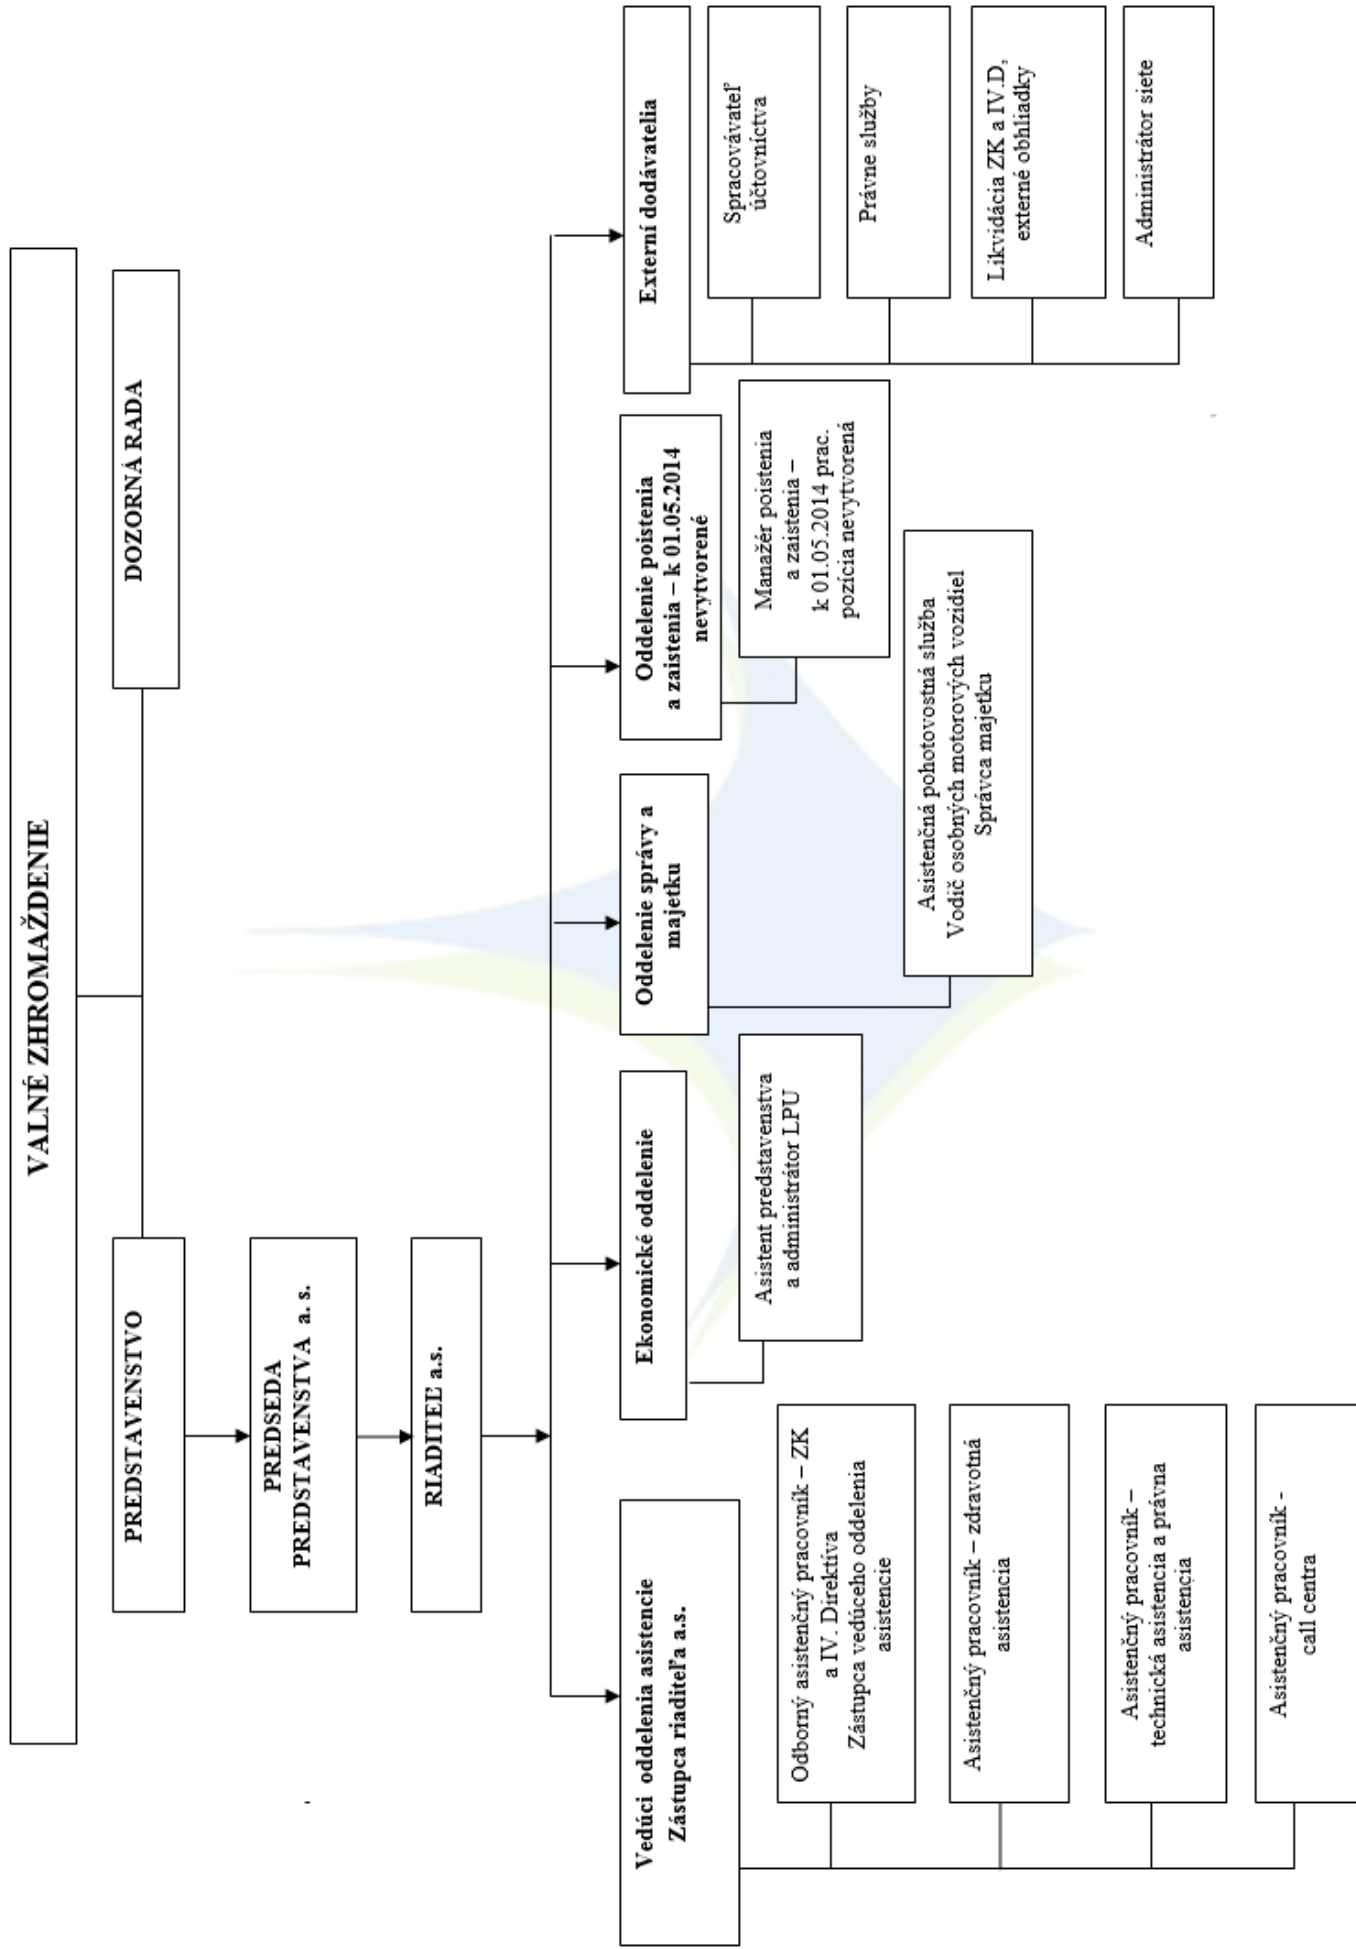 VALNÉ ZHROMAŽDENIE
PREDSTAVENSTVO
DOZORNÁ RADA
PREDSEDA
PREDSTAVENSTVA a. s.
RIADITEĽ a.s.
Vedúci oddelenia asistencie
Zástupca riaditeľa a.s.
Odborný asistenčný pracovník – ZK
a IV. Direktíva
Zástupca vedúceho oddelenia
asistencie
Asistenčný pracovník – zdravotná
asistencia
Asistenčný pracovník –
technická asistencia a právna
asistencia
Asistenčný pracovník -
call centra
Ekonomické oddelenie
Asistent predstavenstva
a administrátor LPU
Oddelenie správy a
majetku
Asistenčná pohotovostná služba
Vodič osobných motorových vozidiel
Správca majetku
Oddelenie poistenia
a zaistenia – k 01.05.2014
nevytvorené
Manažér poistenia
a zaistenia –
k 01.05.2014 prac.
pozícia nevytvorená
Externí dodávatelia
Spracovávateľ
účtovníctva
Právne služby
Likvidácia ZK a IV.D,
externé obhliadky
Administrátor siete